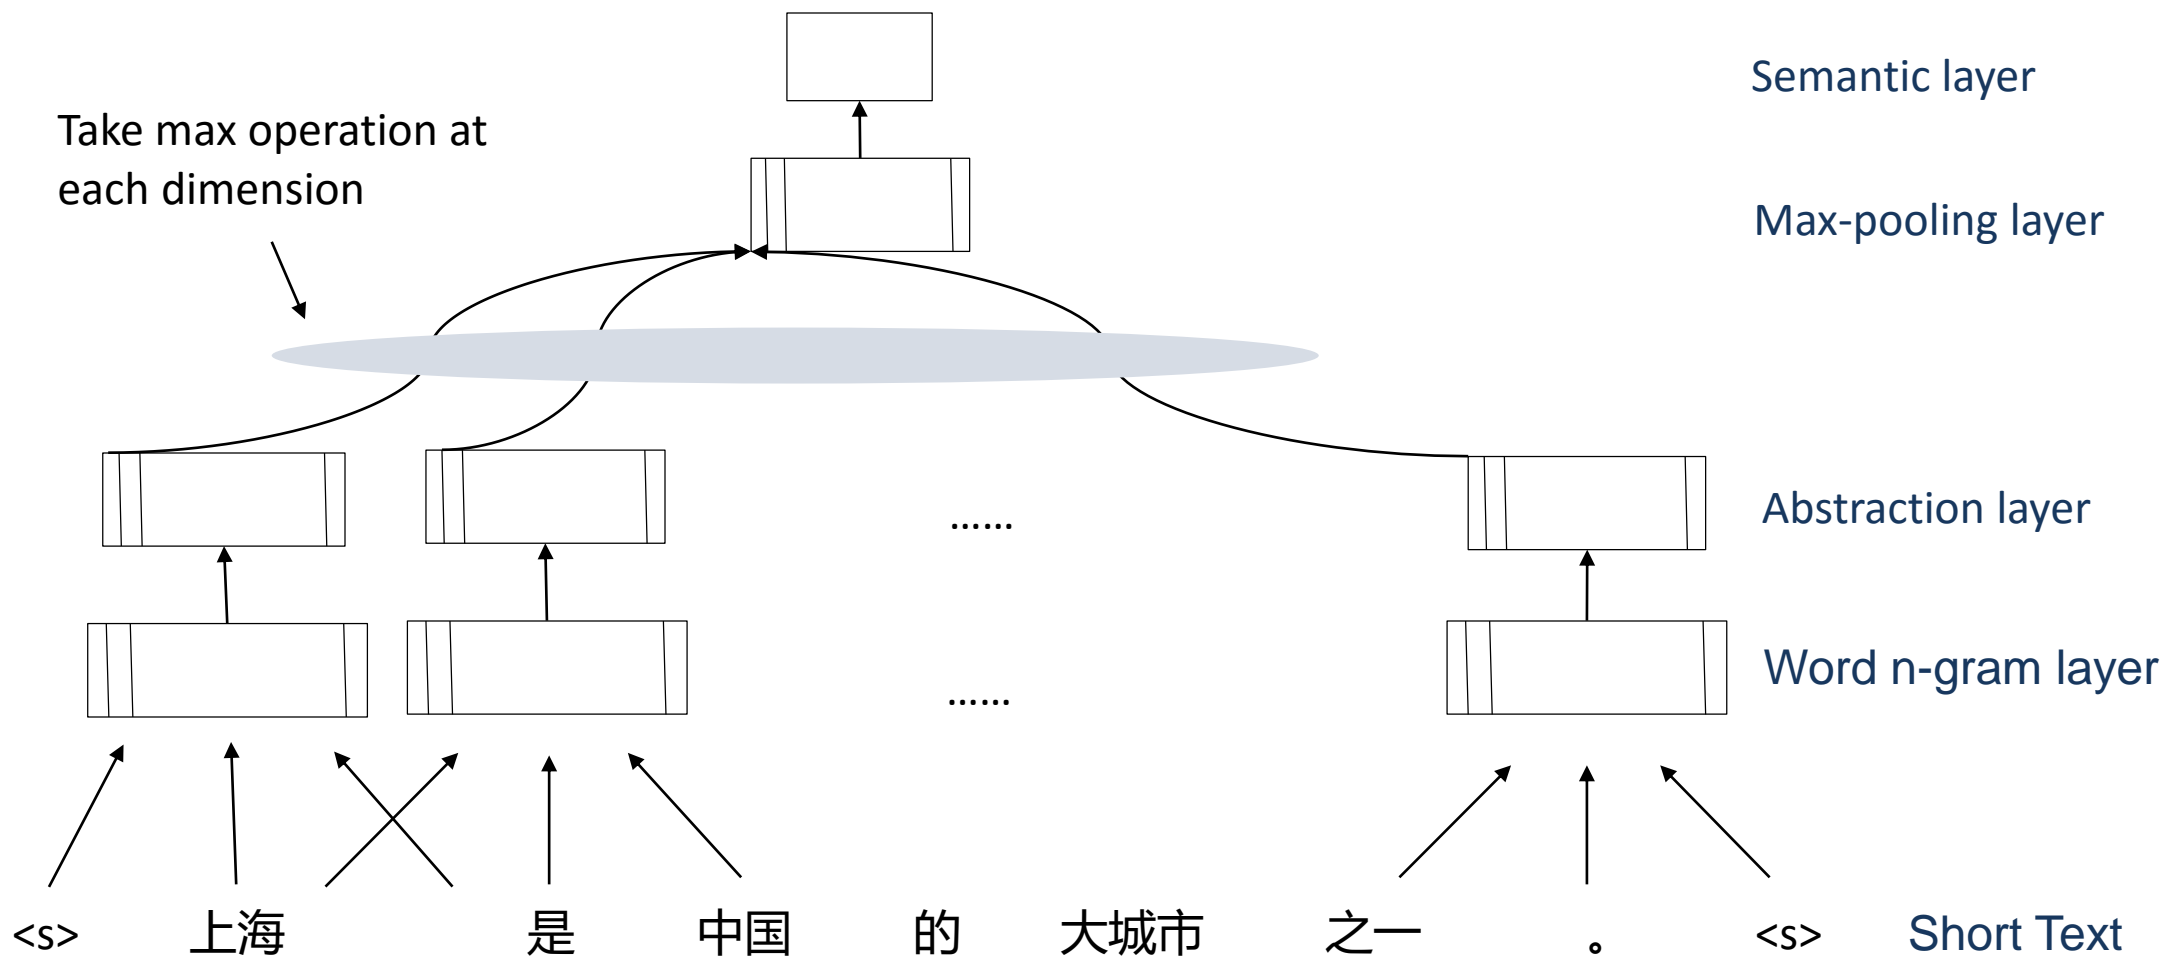 Semantic layer
Take max operation at
each dimension
Max-pooling layer
…… Abstraction layer
…… Word n-gram layer
<s> 上海 是 中国 的 大城市 之一 。 <s> Short Text